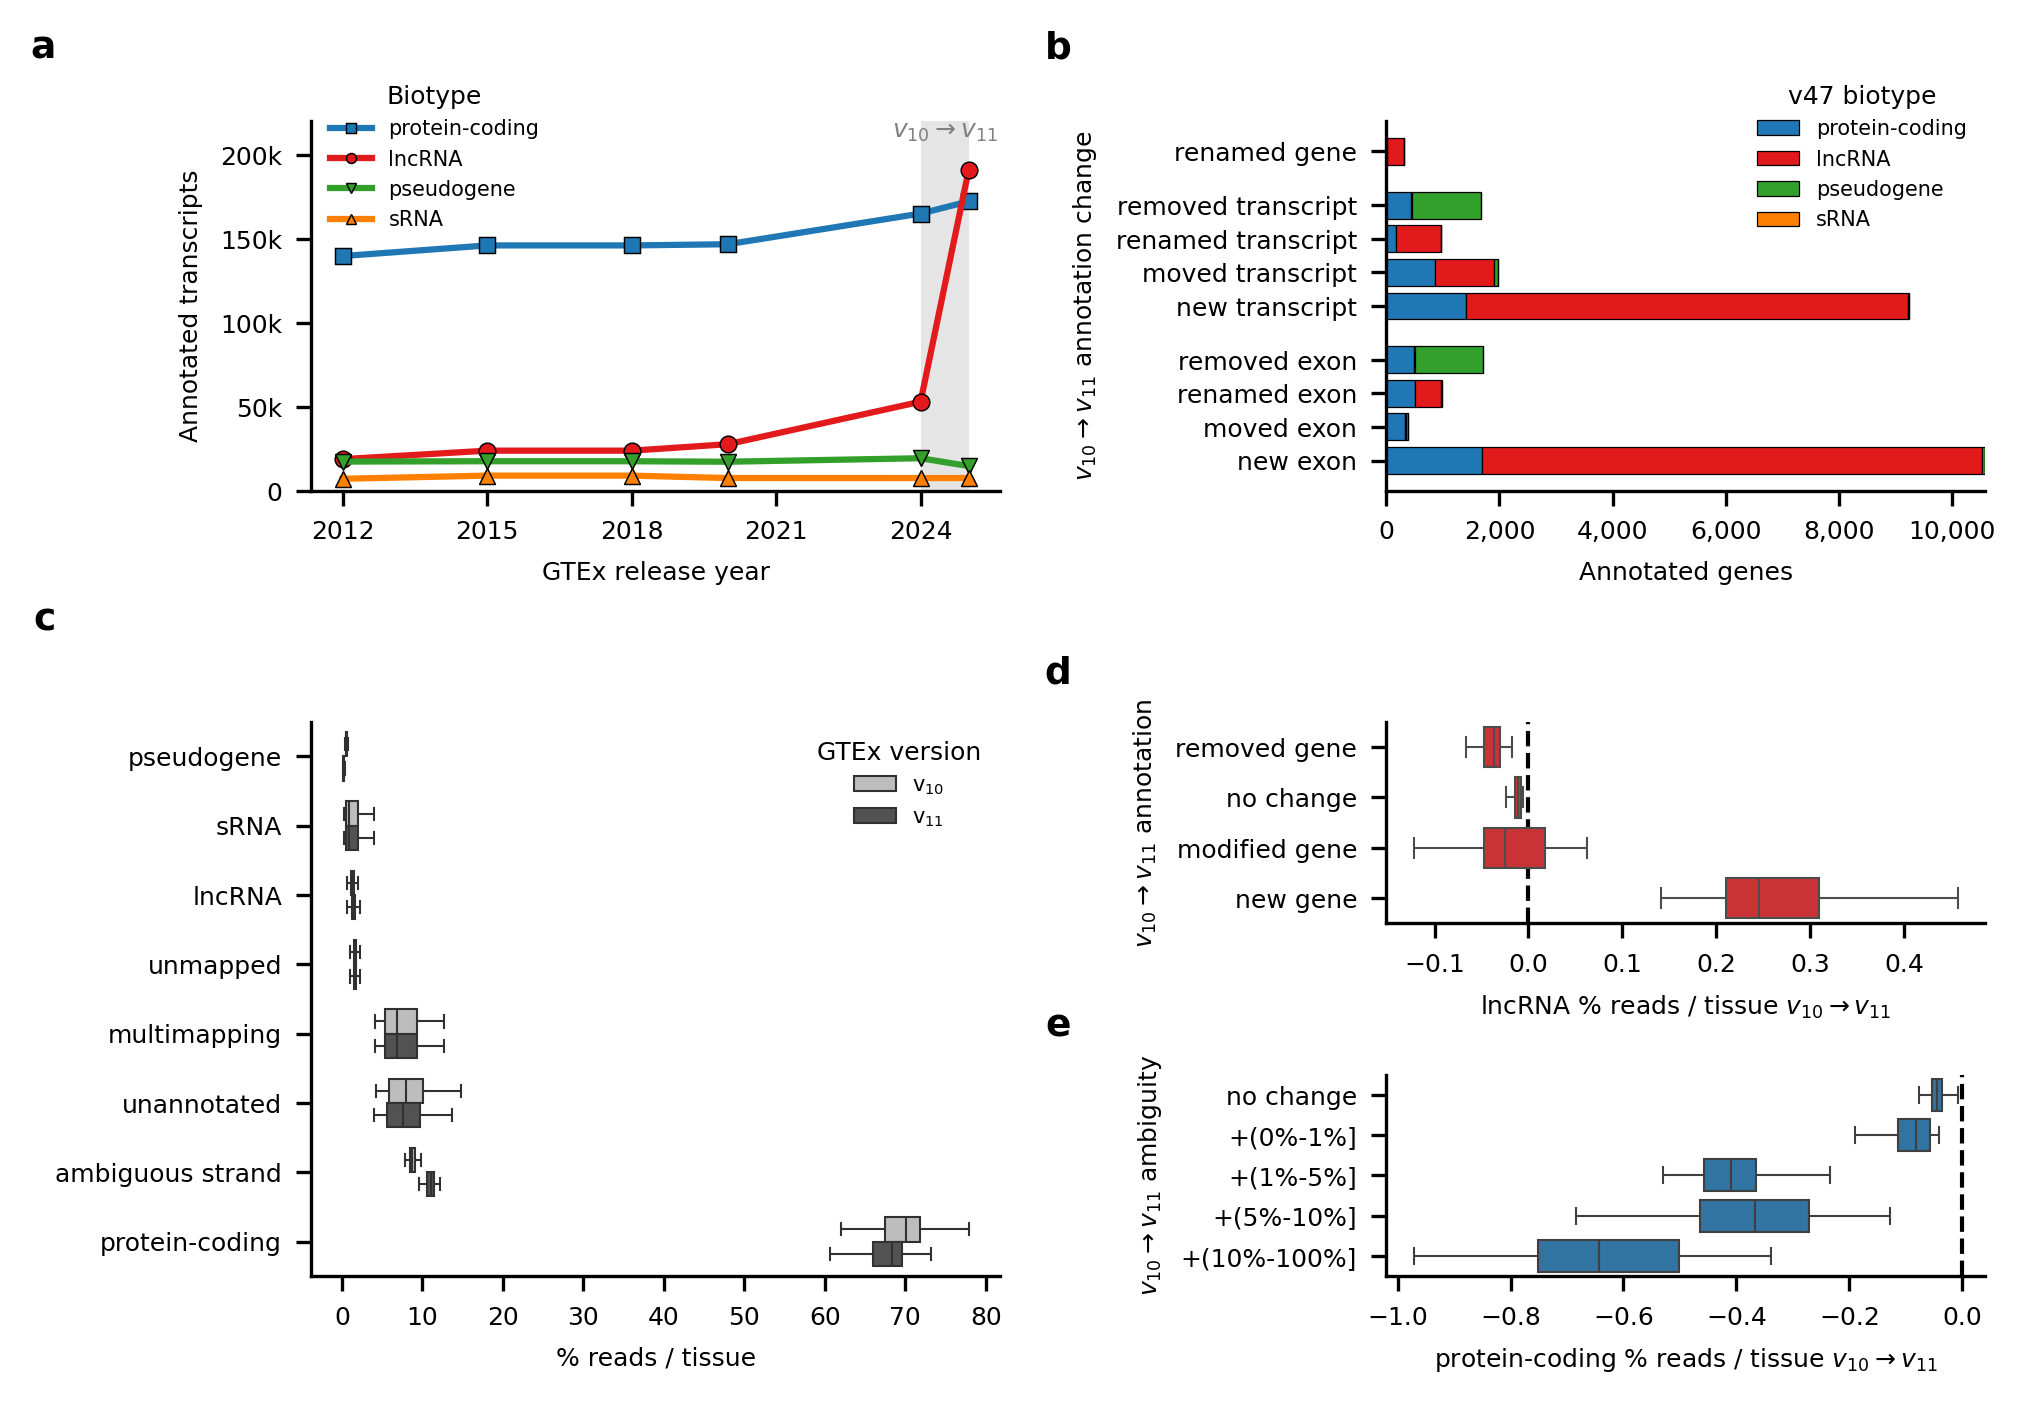 a
Biotype
protein-coding
lncRNA
pseudogene
sRNA
v10→v11
Annotated transcripts
200k
150k
100k
50k
0
2012 2015 2018 2021 2024
GTEx release year
b
v47 biotype
protein-coding
lncRNA
pseudogene
sRNA
v10→v11 annotation change
renamed gene
removed transcript
renamed transcript
moved transcript
new transcript
removed exon
renamed exon
moved exon
new exon
0 2,000 4,000 6,000 8,000 10,000
Annotated genes
c
GTEx version
v10
v11
pseudogene
sRNA
lncRNA
unmapped
multimapping
unannotated
ambiguous strand
protein-coding
0 10 20 30 40 50 60 70 80
% reads / tissue
d
v10→v11 annotation
removed gene
no change
modified gene
new gene
−0.1 0.0 0.1 0.2 0.3 0.4
lncRNA % reads / tissue v10→v11
e
v10→v11 ambiguity
no change
+(0%-1%]
+(1%-5%]
+(5%-10%]
+(10%-100%]
−1.0 −0.8 −0.6 −0.4 −0.2 0.0
protein-coding % reads / tissue v10→v11